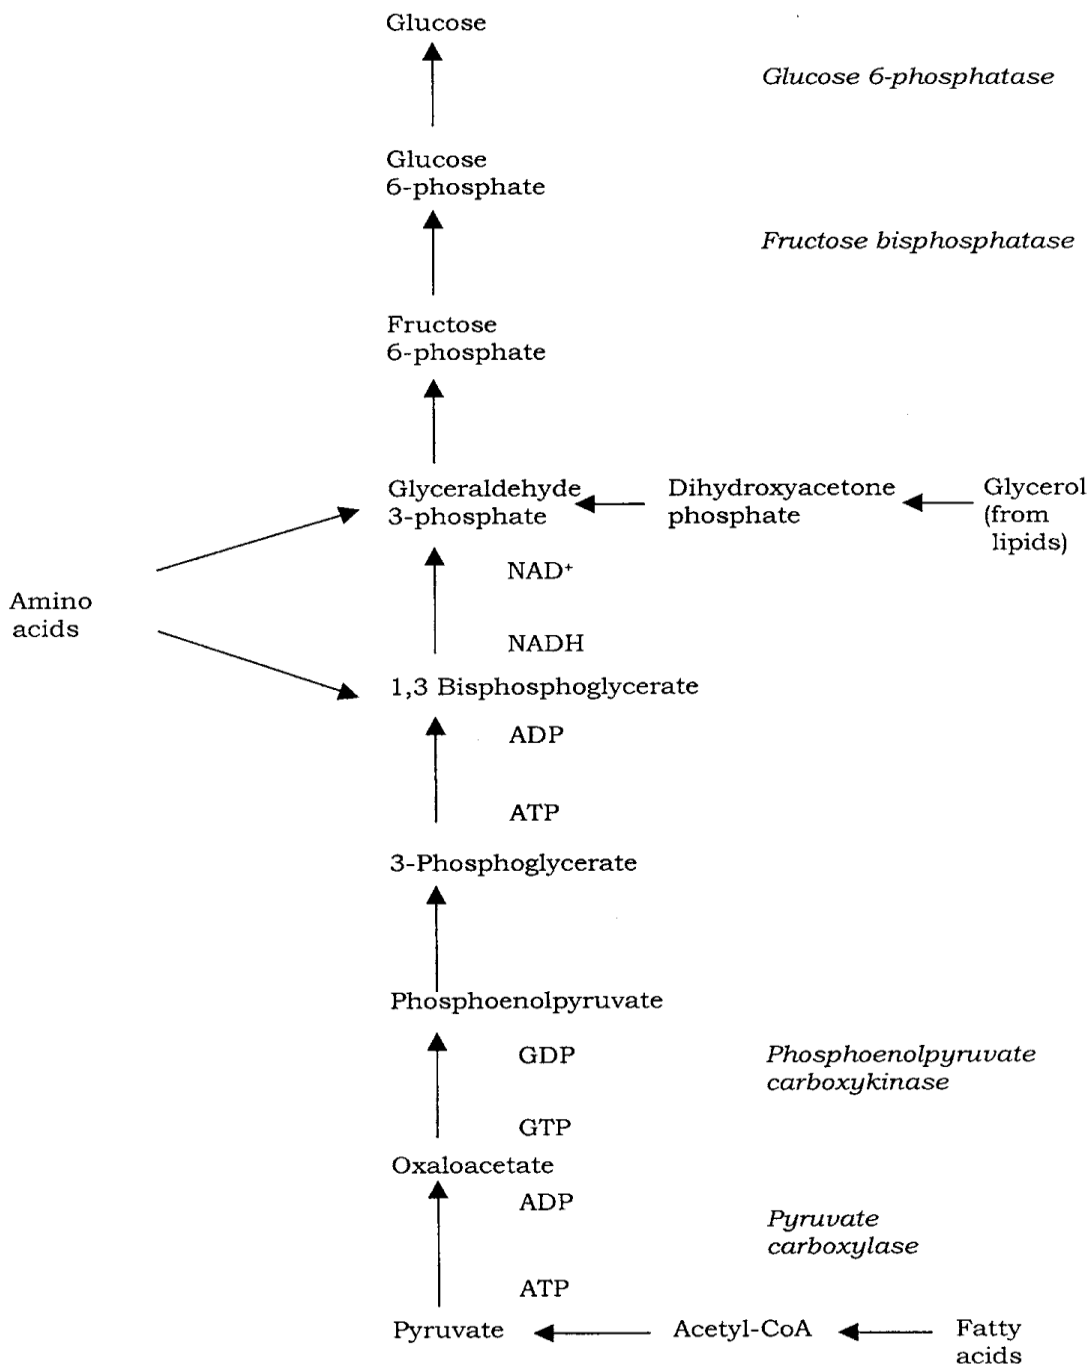 Glucose
Glucose 6-phosphatase
Glucose
6-phosphate
Fructose bisphosphatase
Fructose
6-phosphate
Glyceraldehyde
3-phosphate
Dihydroxyacetone
phosphate
Glycerol
(from
lipids)
NAD⁺
Amino
acids
NADH
1,3 Bisphosphoglycerate
ADP
ATP
3-Phosphoglycerate
Phosphoenolpyruvate
GDP
Phosphoenolpyruvate
carboxykinase
GTP
Oxaloacetate
ADP
Pyruvate
carboxylase
ATP
Pyruvate
Acetyl-CoA
Fatty
acids